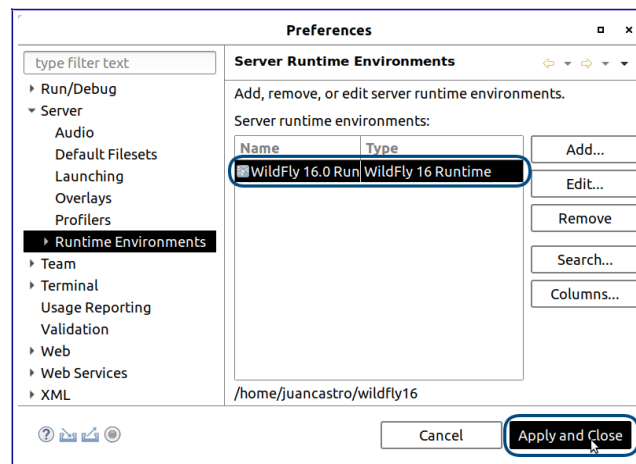 Preferences
type filter text
Run/Debug
Server
Audio
Default Filesets
Launching
Overlays
Profilers
Runtime Environments
Team
Terminal
Usage Reporting
Validation
Web
Web Services
XML
Server Runtime Environments
Add, remove, or edit server runtime environments.
Server runtime environments:
Name Type
WildFly 16.0 Run WildFly 16 Runtime
Add...
Edit...
Remove
Search...
Columns...
/home/juancastro/wildfly16
Cancel Apply and Close